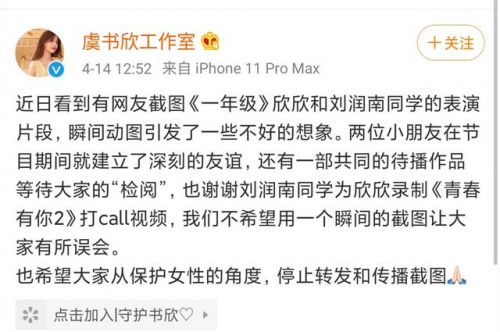 虞书欣工作室
+关注
4-14 12:52 来自 iPhone 11 Pro Max
近日看到有网友截图《一年级》欣欣和刘润南同学的表演
片段，瞬间动图引发了一些不好的想象。两位小朋友在节
目期间就建立了深刻的友谊，还有一部共同的待播作品
等待大家的“检阅”，也谢谢刘润南同学为欣欣录制《青春
有你2》打call视频，我们不希望用一个瞬间的截图让大
家有所误会。
也希望大家从保护女性的角度，停止转发和传播截图🙏🏻
点击加入|守护书欣♡ ▸